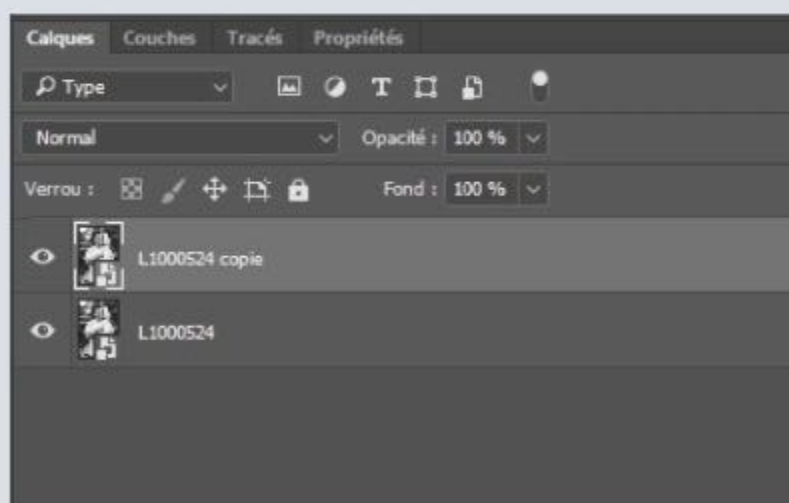 Calques Couches Tracés Propriétés
Type
Normal Opacité : 100 %
Verrou : Fond : 100 %
L1000524 copie
L1000524